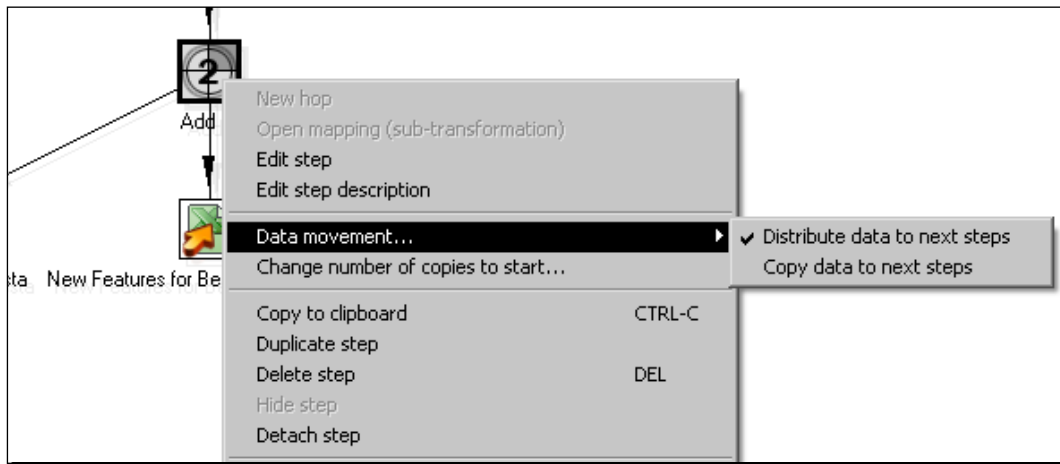 2
Add
New hop
Open mapping (sub-transformation)
Edit step
Edit step description
Data movement...
Distribute data to next steps
Change number of copies to start...
Copy data to next steps
sta New Features for Be
Copy to clipboard CTRL-C
Duplicate step
Delete step DEL
Hide step
Detach step